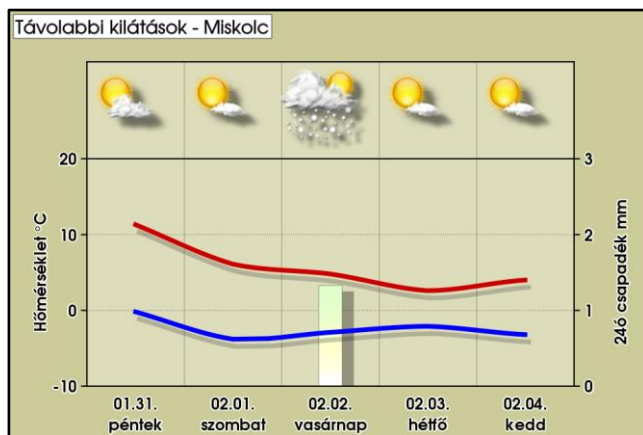 Távolabbi kilátások - Miskolc
20
10
0
-10
Hőmérséklet °C
3
2
1
0
24ó csapadék mm
01.31. 02.01. 02.02. 02.03. 02.04.
péntek szombat vasárnap hétfő kedd